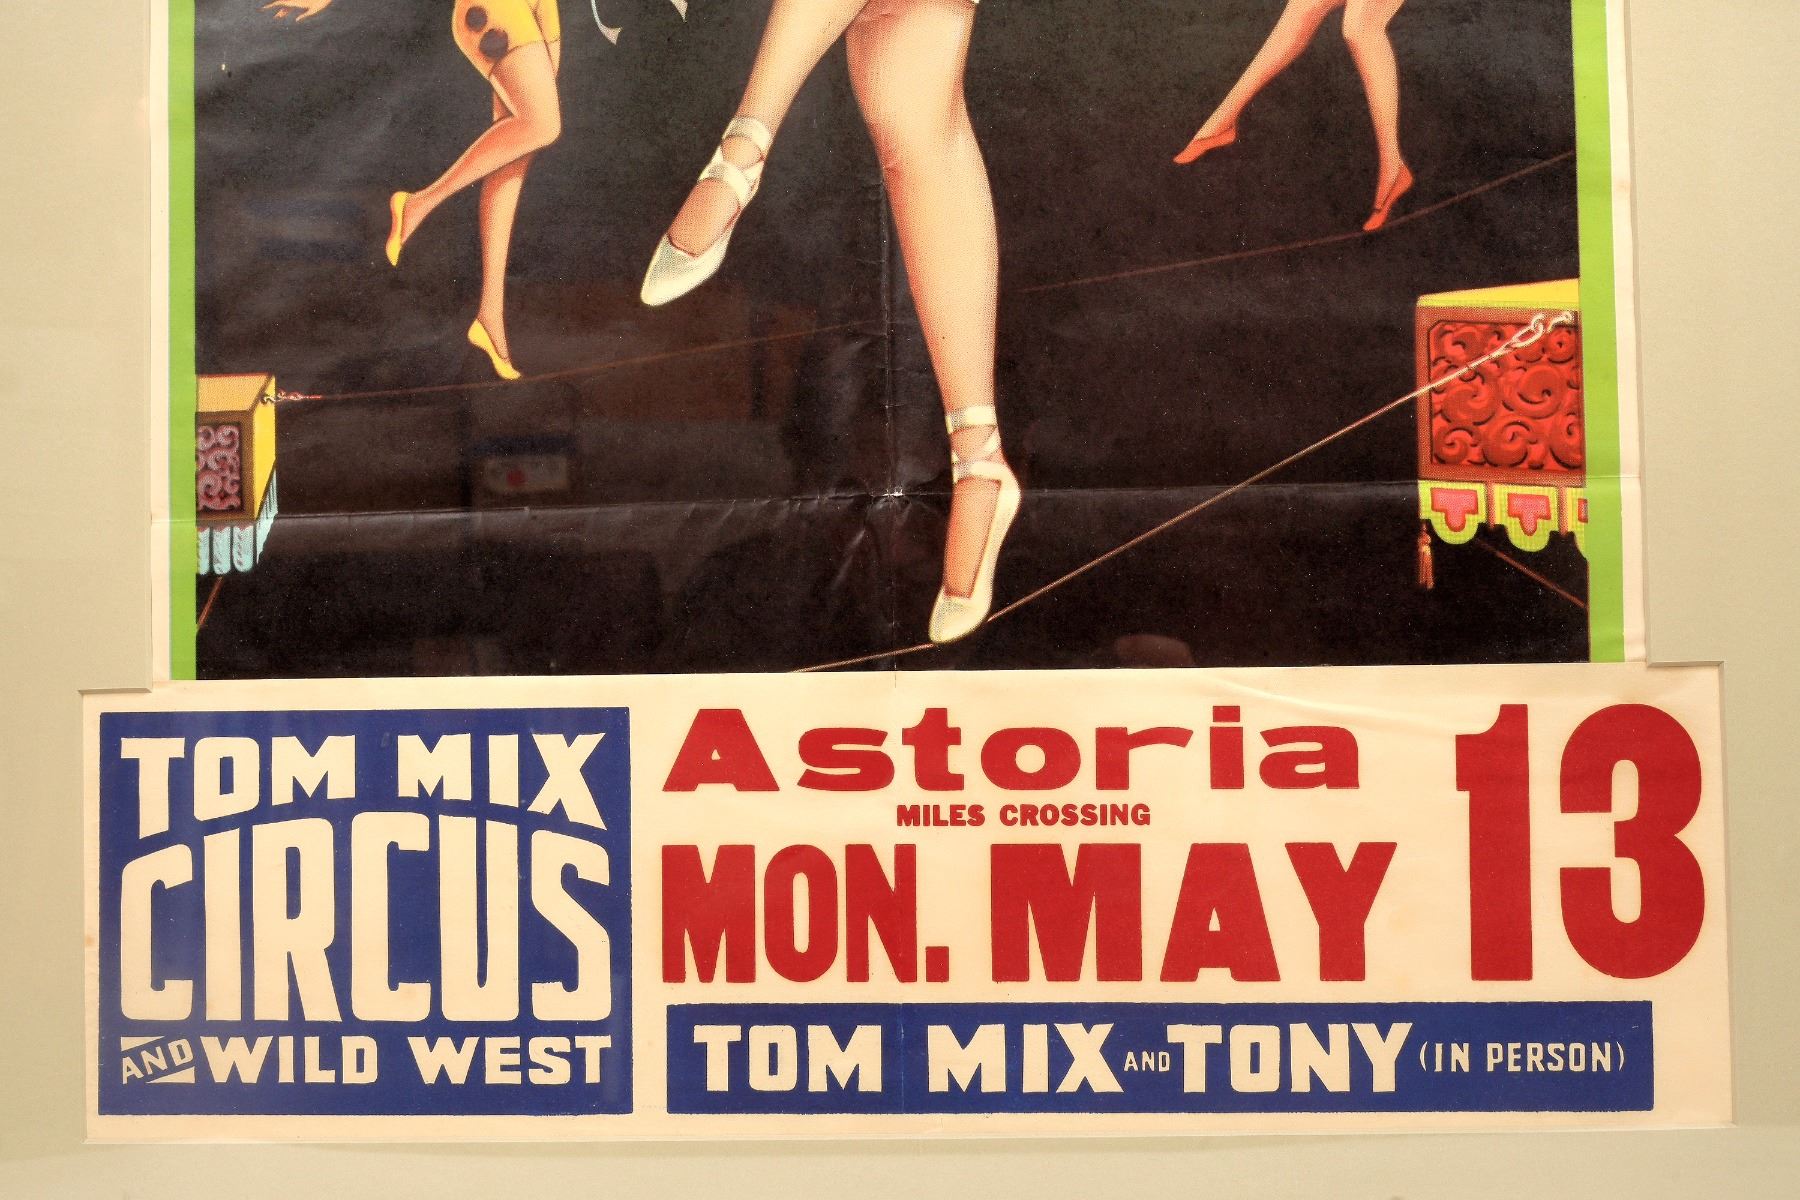 TOM MIX
CIRCUS
AND WILD WEST
Astoria
MILES CROSSING
MON. MAY 13
TOM MIX AND TONY (IN PERSON)